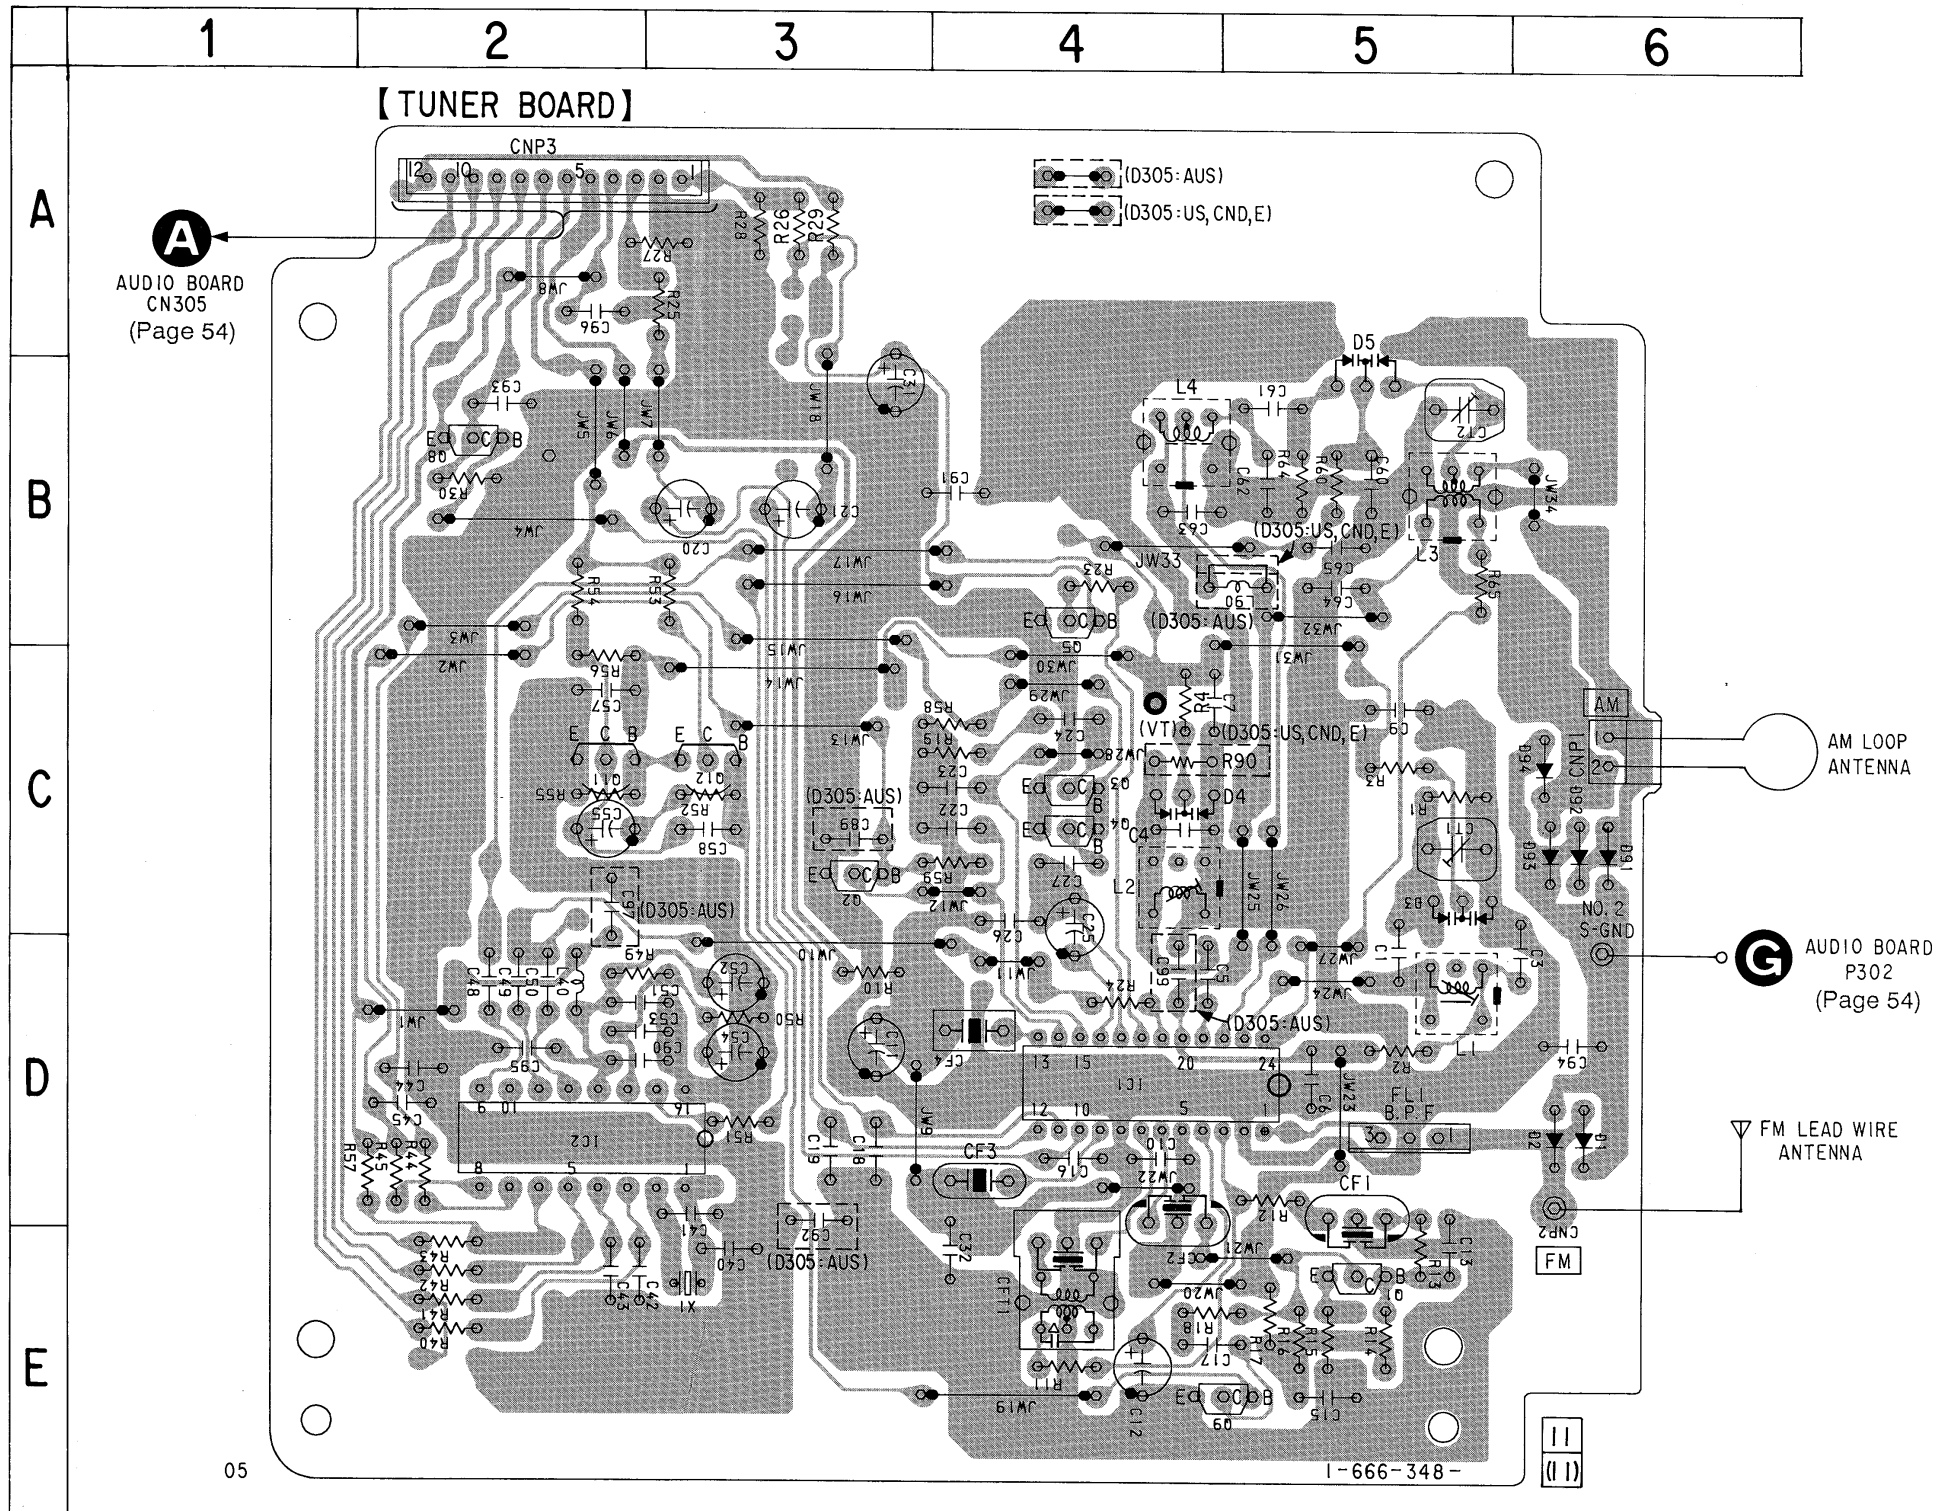 1 2 3 4 5 6
A
B
C
D
E
【TUNER BOARD】
CNP3
12 10 5 1
A
AUDIO BOARD
CN305
(Page 54)
(D305:AUS)
(D305:US, CND, E)
R28 R26 R29
R27
JW8
R25
C96
D5
C31
C93
JW5 JW6 JW7
JW18
L4
C61
CT2
E C B
Q8
R30
C91
C62 R64 R60 C60
JW34
JW4
C20
C21
C63
(D305:US, CND, E)
L3
JW17
JW33
C65
R54 R53
JW16
R23
90
C64
R65
JW3
E C B
Q5
(D305:AUS)
JW32
JW15
JW2
R56
JW14
JW30
JW31
C57
JW29
R4 C7
AM
R58
C24
(VT)
(D305:US, CND, E)
C9
JW13
R19
E C B
E C B
JW28
R90
CNP1
1
2
AM LOOP
ANTENNA
C23
D94
R3
Q11 Q12
E C B
Q3
R55 R52
(D305:AUS)
D4
D92
R1
C55
C58
C89
C22
E C B
Q4
C4
CT1
D93 D91
E C B
Q2
R59
C27
L2
JW25 JW26
C97
(D305:AUS)
JW12
D3
NO.2
S-GND
C26
C25
G
AUDIO BOARD
P302
(Page 54)
JW10
R49
C52
JW11
C99 C5
JW27
C1
C3
C48 C49 C50
C51
R10
R24
JW24
JW1
C53
R50
(D305:AUS)
L1
C95
C90
C54
CF4
13 15 20 24
IC1
12 10 5 1
R2
C94
C44
C45
9 10 16
IC2
8 5 1
R51
JW9
C6
JW23
FL1
B.P.F
3 1
D2 D1
FM LEAD WIRE
ANTENNA
R57 R45 R44
C19 C18
CF3
C16
C10
JW22
CF1
R12
C41
C92
CNP2
FM
R43
C40
(D305:AUS)
C32
CF2
JW21
R13 C13
R42
C43 C42
X1
CFT1
JW20
E C B
Q1
R41
R40
R18
C17
R17 R16 R15 R14
R11
JW19
C12
E C B
Q9
C15
05
1-666-348-
11
(11)